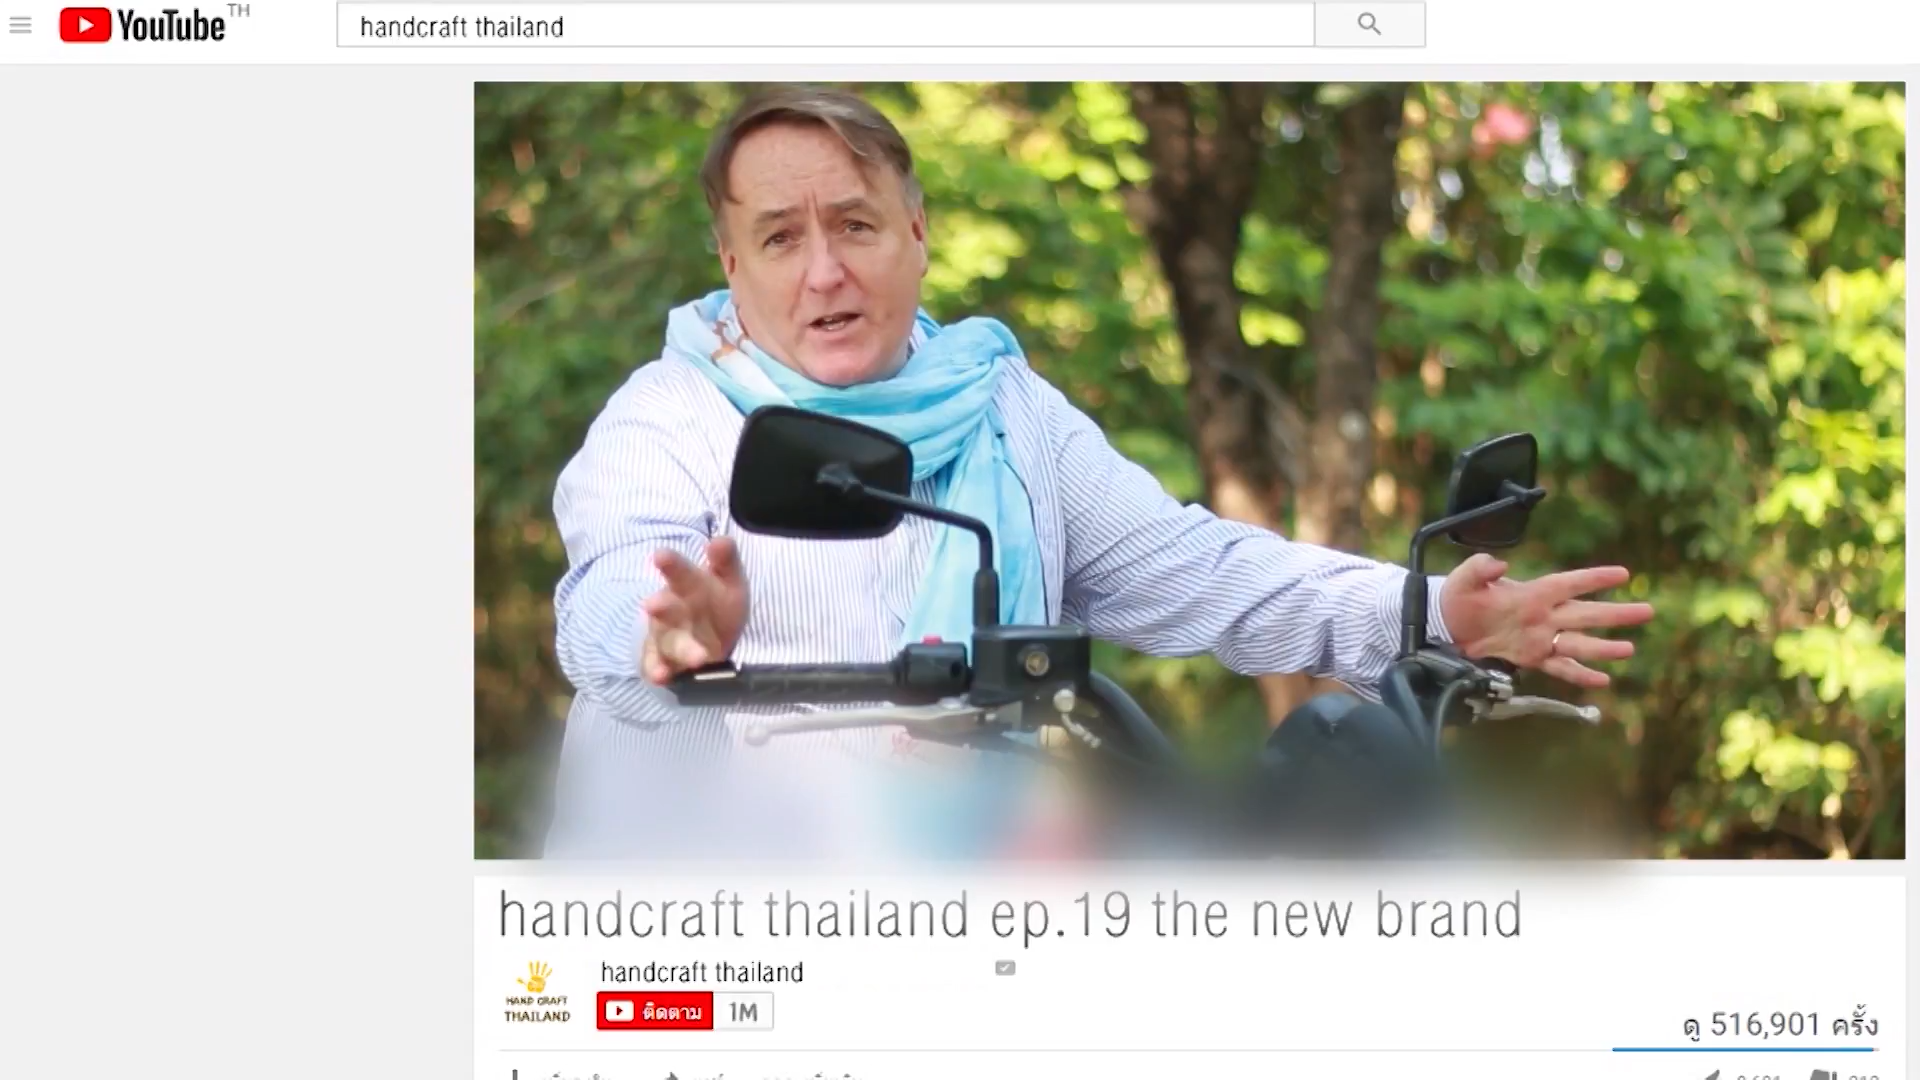 YouTube TH
handcraft thailand
handcraft thailand ep.19 the new brand
handcraft thailand
HAND CRAFT
THAILAND
ติดตาม 1M
ดู 516,901 ครั้ง